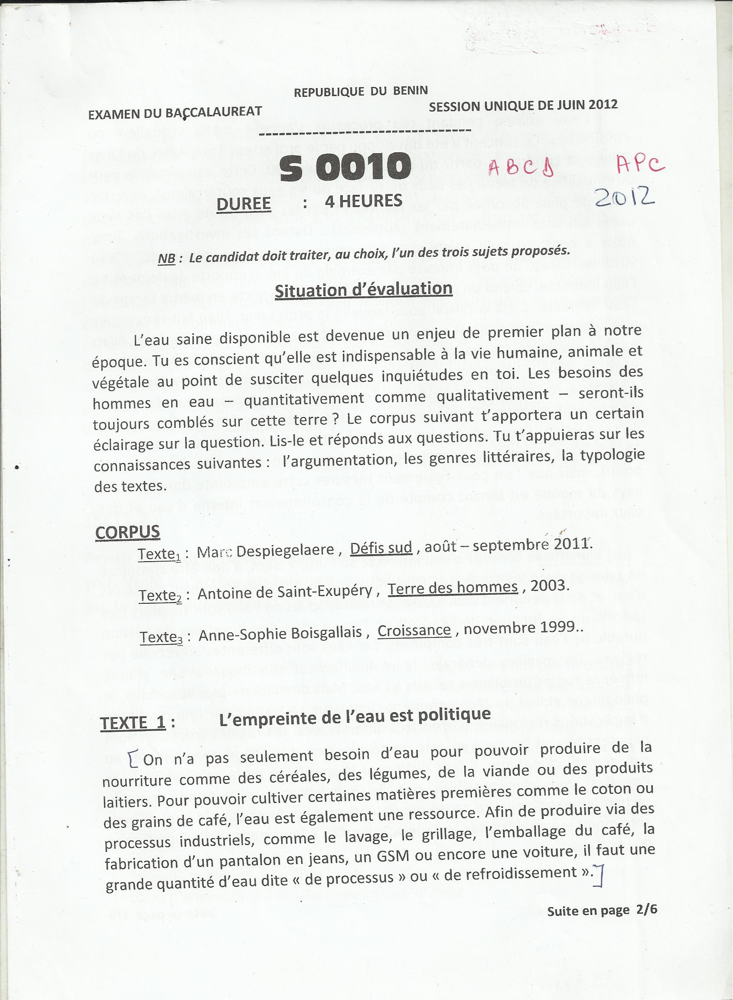 REPUBLIQUE DU BENIN
EXAMEN DU BACCALAUREAT SESSION UNIQUE DE JUIN 2012
--------------------------------
S 0010 ABCD APC
2012
DUREE : 4 HEURES
NB : Le candidat doit traiter, au choix, l'un des trois sujets proposés.
Situation d'évaluation
L'eau saine disponible est devenue un enjeu de premier plan à notre
époque. Tu es conscient qu'elle est indispensable à la vie humaine, animale et
végétale au point de susciter quelques inquiétudes en toi. Les besoins des
hommes en eau – quantitativement comme qualitativement – seront-ils
toujours comblés sur cette terre ? Le corpus suivant t'apportera un certain
éclairage sur la question. Lis-le et réponds aux questions. Tu t'appuieras sur les
connaissances suivantes : l'argumentation, les genres littéraires, la typologie
des textes.
CORPUS
Texte1 : Marc Despiegelaere , Défis sud , août – septembre 2011.
Texte2 : Antoine de Saint-Exupéry , Terre des hommes , 2003.
Texte3 : Anne-Sophie Boisgallais , Croissance , novembre 1999..
TEXTE 1 : L'empreinte de l'eau est politique
[On n'a pas seulement besoin d'eau pour pouvoir produire de la
nourriture comme des céréales, des légumes, de la viande ou des produits
laitiers. Pour pouvoir cultiver certaines matières premières comme le coton ou
des grains de café, l'eau est également une ressource. Afin de produire via des
processus industriels, comme le lavage, le grillage, l'emballage du café, la
fabrication d'un pantalon en jeans, un GSM ou encore une voiture, il faut une
grande quantité d'eau dite « de processus » ou « de refroidissement ».]
Suite en page 2/6